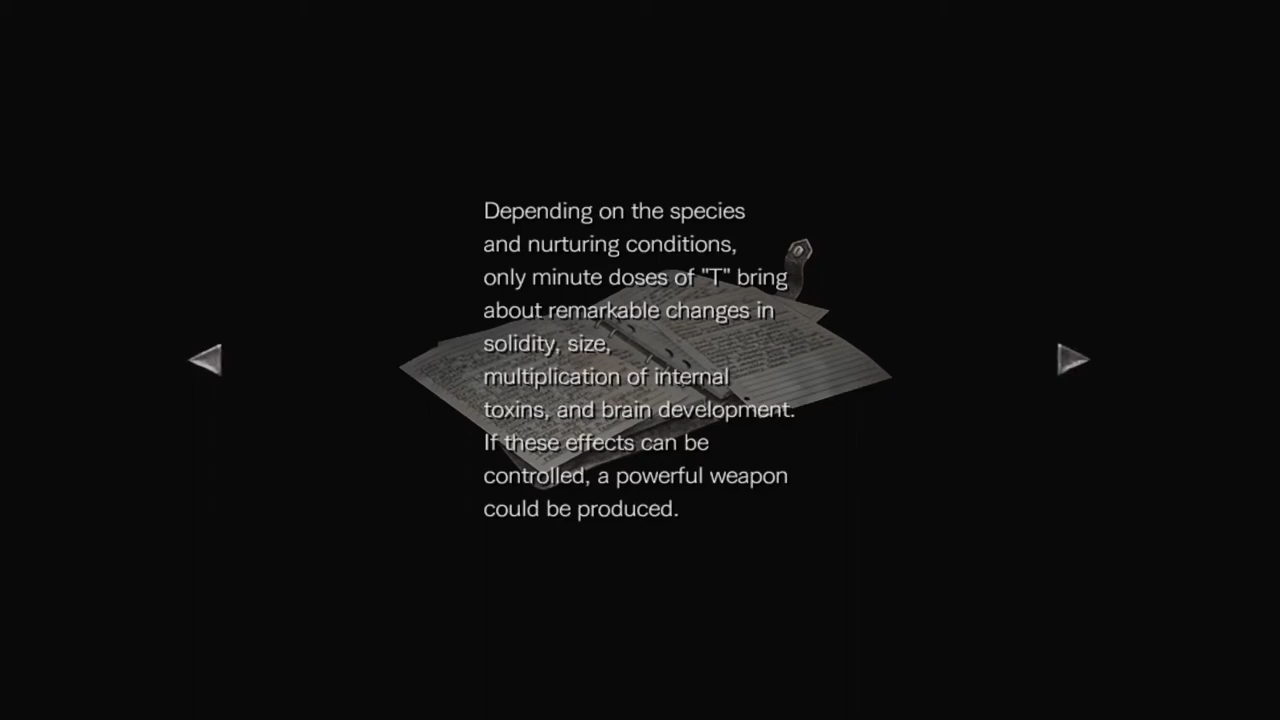 Depending on the species
and nurturing conditions,
only minute doses of "T" bring
about remarkable changes in
solidity, size,
multiplication of internal
toxins, and brain development.
If these effects can be
controlled, a powerful weapon
could be produced.